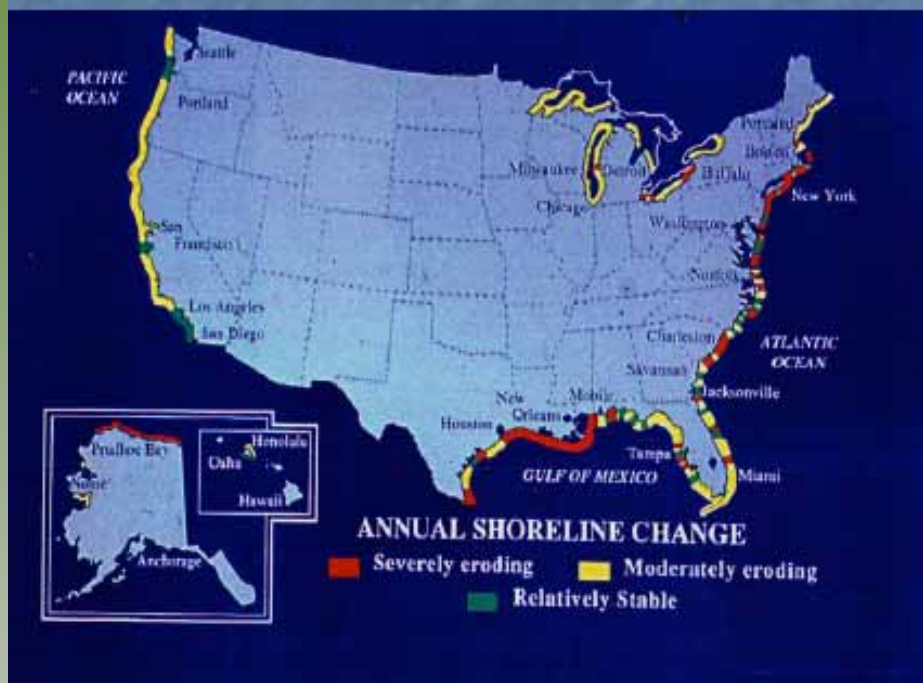 Seattle
PACIFIC
OCEAN
Portland
Portland
Boston
Milwaukee
Detroit
Buffalo
Chicago
New York
Washington
San
Francisco
Norfolk
Los Angeles
San Diego
Charleston
ATLANTIC
OCEAN
Savannah
Jacksonville
New
Orleans
Mobile
Houston
Tampa
Miami
GULF OF MEXICO
Prudhoe Bay
Nome
Anchorage
Honolulu
Oahu
Hawaii
ANNUAL SHORELINE CHANGE
Severely eroding
Moderately eroding
Relatively Stable